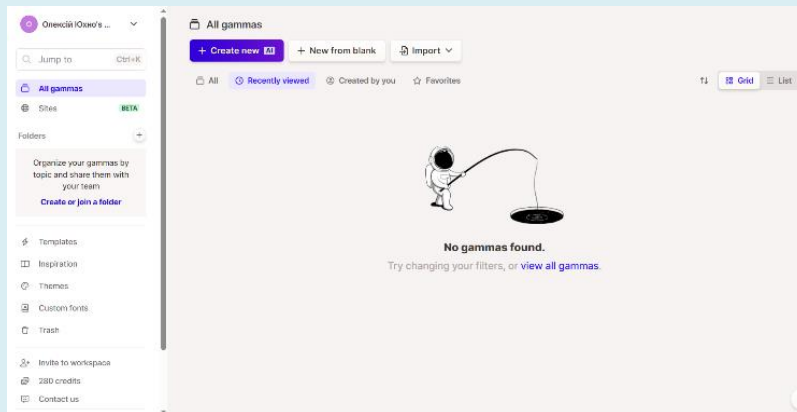 О
Олексій Юхно's ...
Jump to
Ctrl+K
All gammas
Sites
BETA
Folders
+
Organize your gammas by
topic and share them with
your team
Create or join a folder
Templates
Inspiration
Themes
Custom fonts
Trash
Invite to workspace
280 credits
Contact us
All gammas
+ Create new AI
+ New from blank
Import
All
Recently viewed
Created by you
Favorites
Grid
List
No gammas found.
Try changing your filters, or view all gammas.